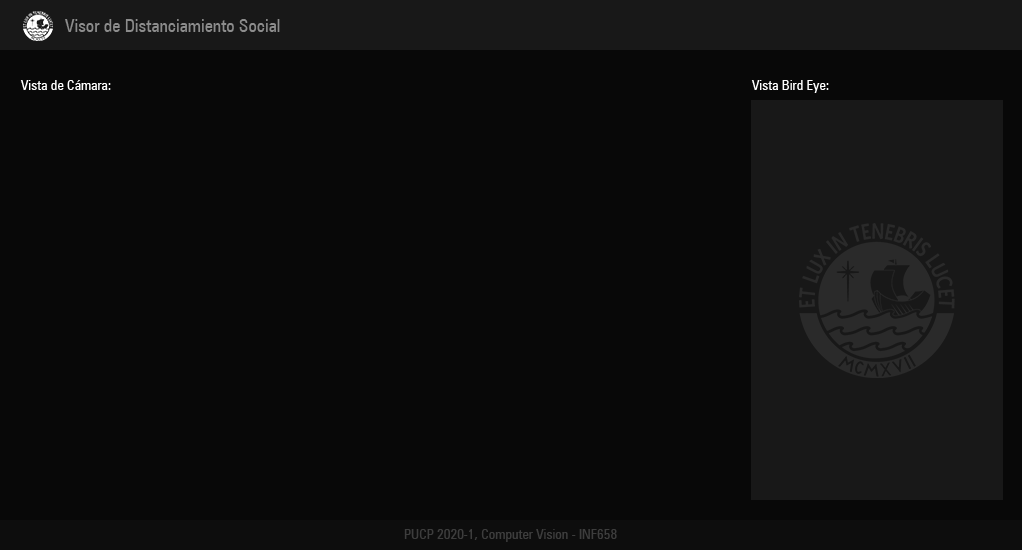 Visor de Distanciamiento Social
Vista de Cámara:
Vista Bird Eye:
ET LUX IN TENEBRIS LUCET
MCMXVII
PUCP 2020-1, Computer Vision - INF658